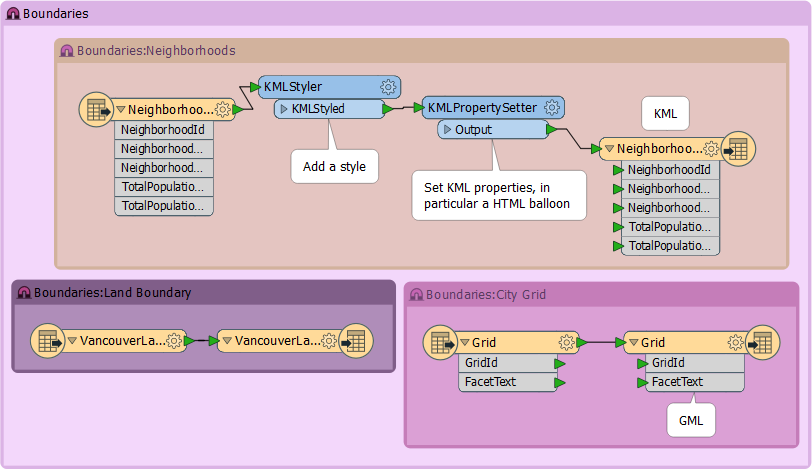 Boundaries
Boundaries:Neighborhoods
Neighborhoo...
NeighborhoodId
Neighborhood...
Neighborhood...
TotalPopulatio...
TotalPopulatio...
KMLStyler
KMLStyled
Add a style
KMLPropertySetter
Output
Set KML properties, in
particular a HTML balloon
KML
Neighborhoo...
NeighborhoodId
Neighborhood...
Neighborhood...
TotalPopulatio...
TotalPopulatio...
Boundaries:Land Boundary
VancouverLa...
VancouverLa...
Boundaries:City Grid
Grid
GridId
FacetText
Grid
GridId
FacetText
GML